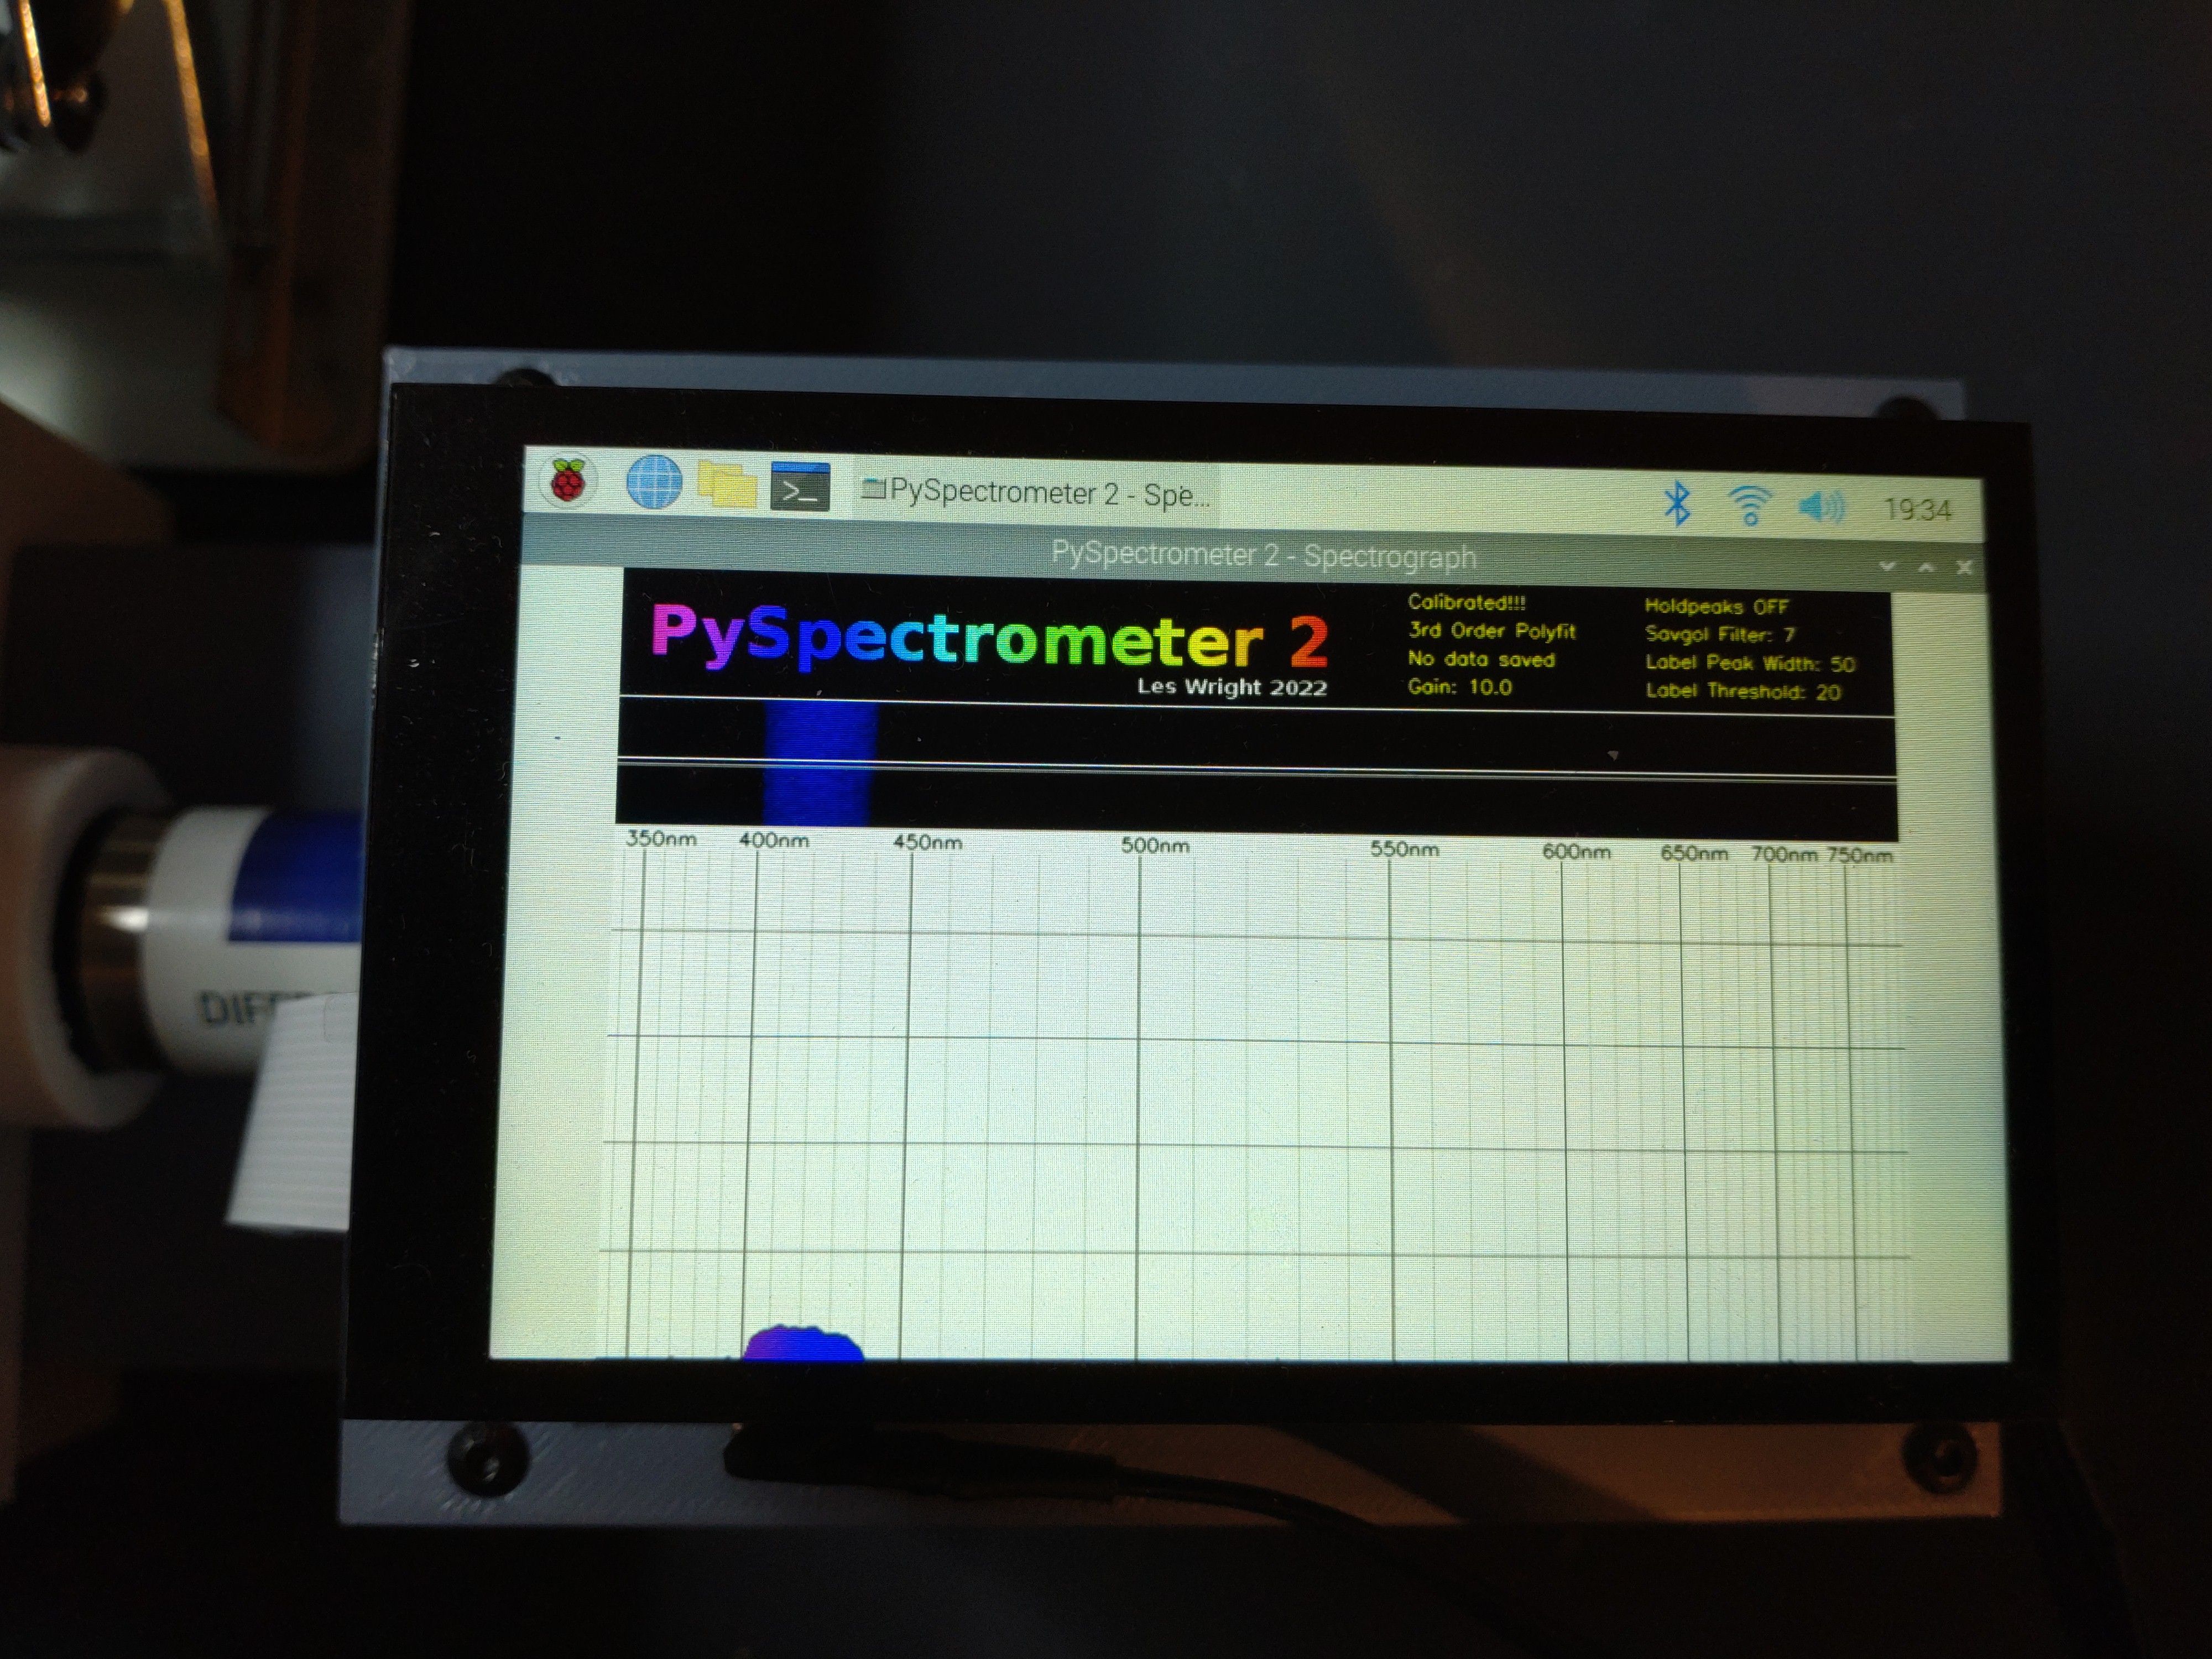 PySpectrometer 2 - Spe...
19:34
PySpectrometer 2 - Spectrograph
PySpectrometer 2
Les Wright 2022
Calibrated!!!
3rd Order Polyfit
No data saved
Gain: 10.0
Holdpeaks OFF
Savgol Filter: 7
Label Peak Width: 50
Label Threshold: 20
350nm 400nm 450nm 500nm 550nm 600nm 650nm 700nm 750nm